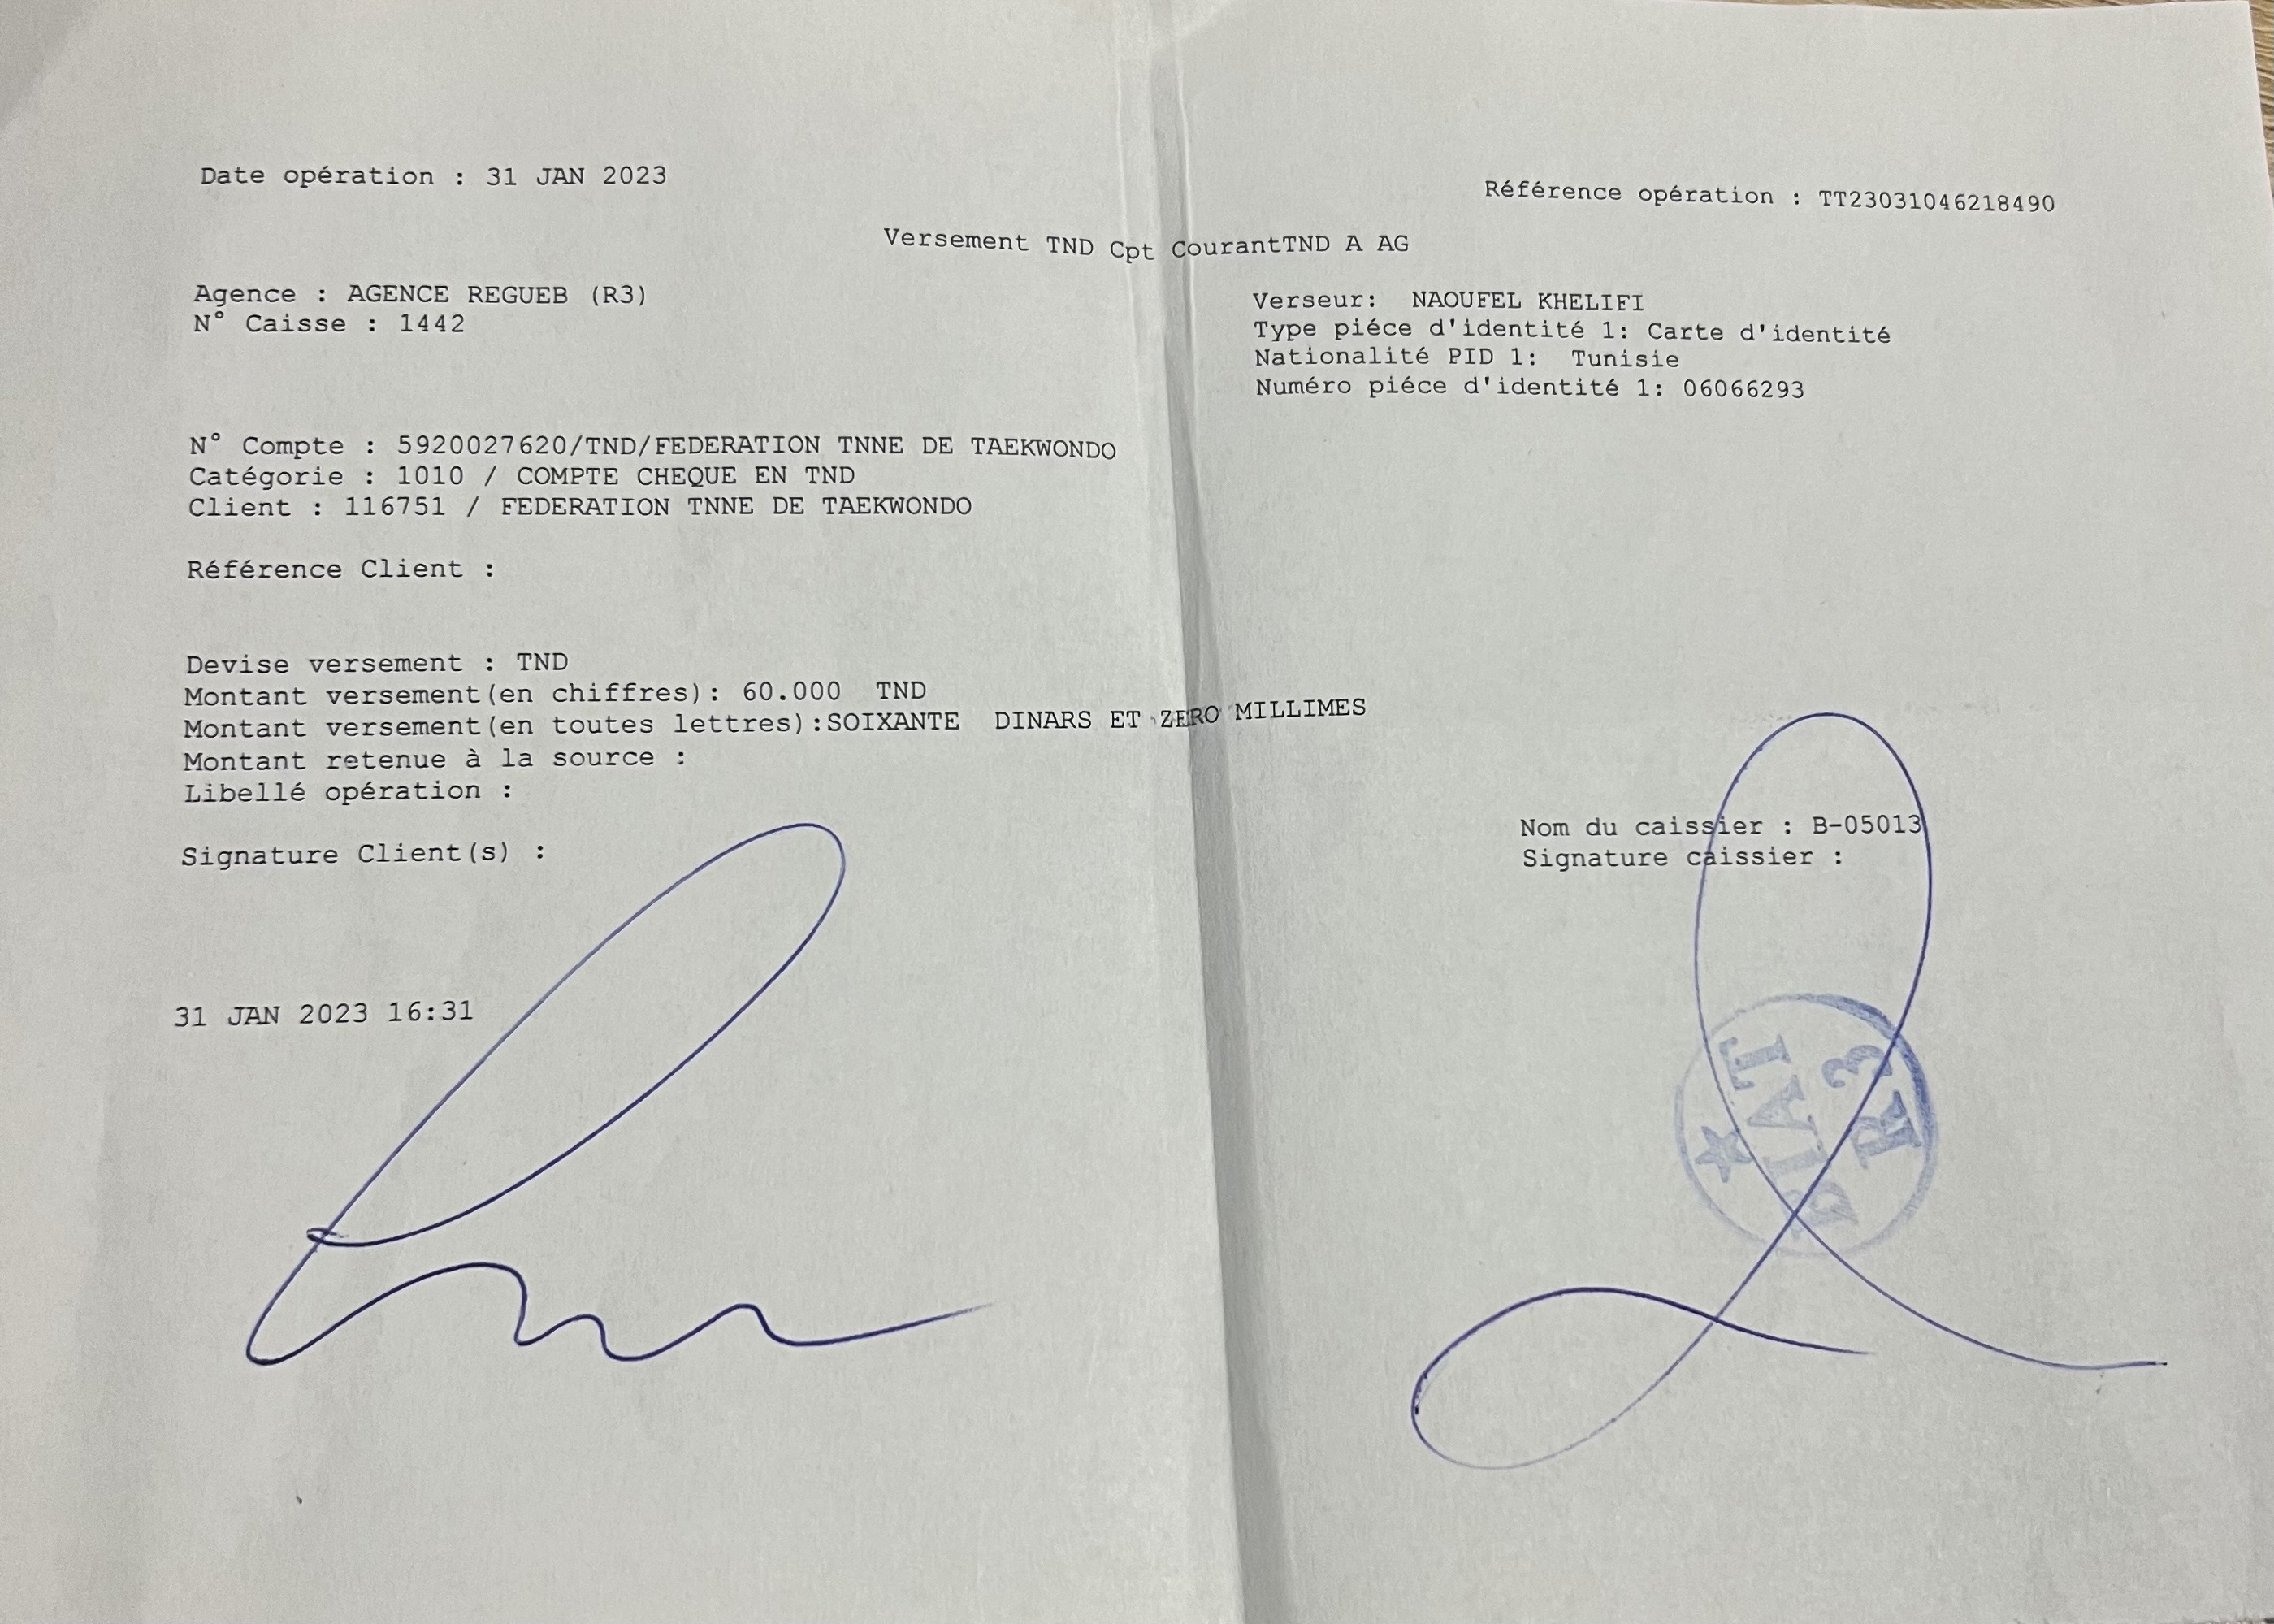 Date opération : 31 JAN 2023
Référence opération : TT23031046218490
Versement TND Cpt CourantTND A AG
Agence : AGENCE REGUEB (R3)
N° Caisse : 1442
Verseur: NAOUFEL KHELIFI
Type piéce d'identité 1: Carte d'identité
Nationalité PID 1: Tunisie
Numéro piéce d'identité 1: 06066293
N° Compte : 5920027620/TND/FEDERATION TNNE DE TAEKWONDO
Catégorie : 1010 / COMPTE CHEQUE EN TND
Client : 116751 / FEDERATION TNNE DE TAEKWONDO
Référence Client :
Devise versement : TND
Montant versement(en chiffres): 60.000 TND
Montant versement(en toutes lettres):SOIXANTE DINARS ET ZERO MILLIMES
Montant retenue à la source :
Libellé opération :
Signature Client(s) :
Nom du caissier : B-05013
Signature caissier :
31 JAN 2023 16:31
BIAT
R3